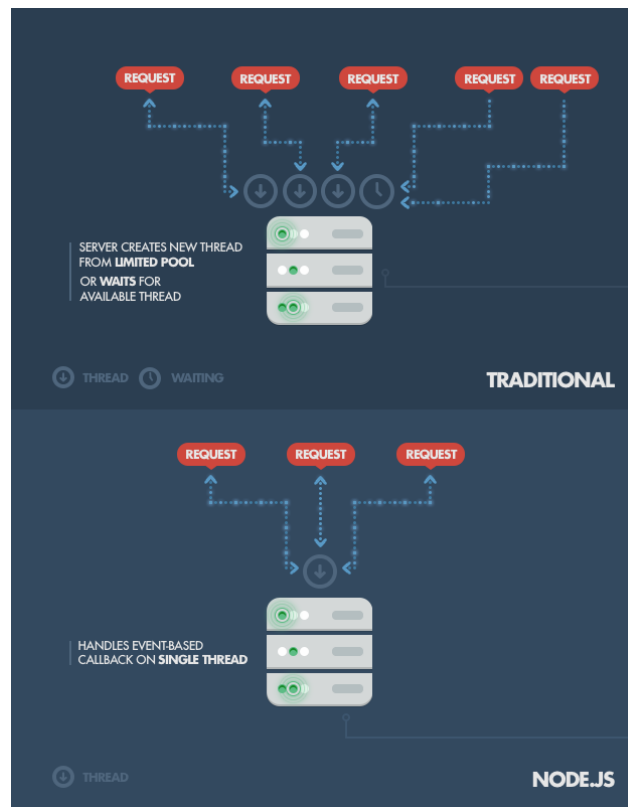 REQUEST REQUEST REQUEST REQUEST REQUEST
SERVER CREATES NEW THREAD
FROM LIMITED POOL
OR WAITS FOR
AVAILABLE THREAD
THREAD WAITING
TRADITIONAL
REQUEST REQUEST REQUEST
HANDLES EVENT-BASED
CALLBACK ON SINGLE THREAD
THREAD
NODE.JS